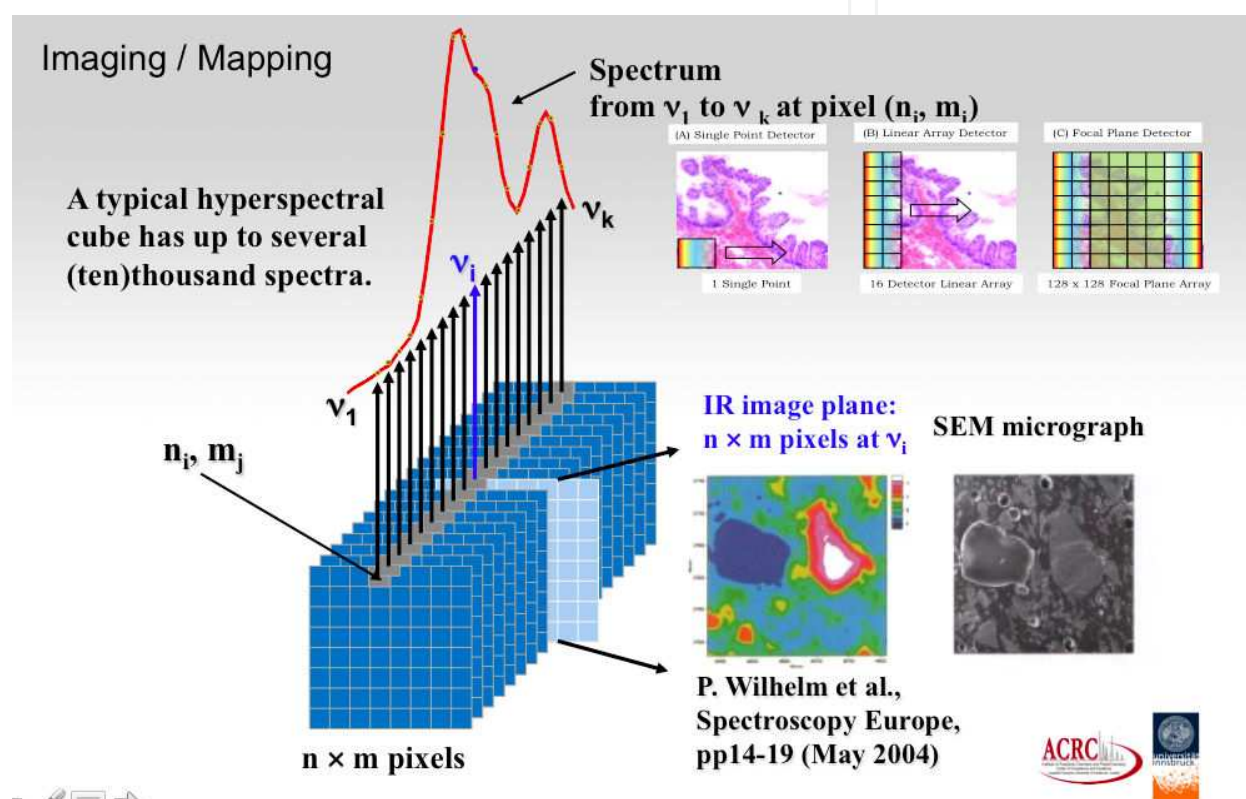 Imaging / Mapping
Spectrum
from ν1 to ν k at pixel (ni, mi)
(A) Single Point Detector
(B) Linear Array Detector
(C) Focal Plane Detector
1 Single Point
16 Detector Linear Array
128 x 128 Focal Plane Array
A typical hyperspectral
cube has up to several
(ten)thousand spectra.
νk
νi
ν1
ni, mj
IR image plane:
n × m pixels at νi
SEM micrograph
P. Wilhelm et al.,
Spectroscopy Europe,
pp14-19 (May 2004)
n × m pixels
ACRC
universität
innsbruck